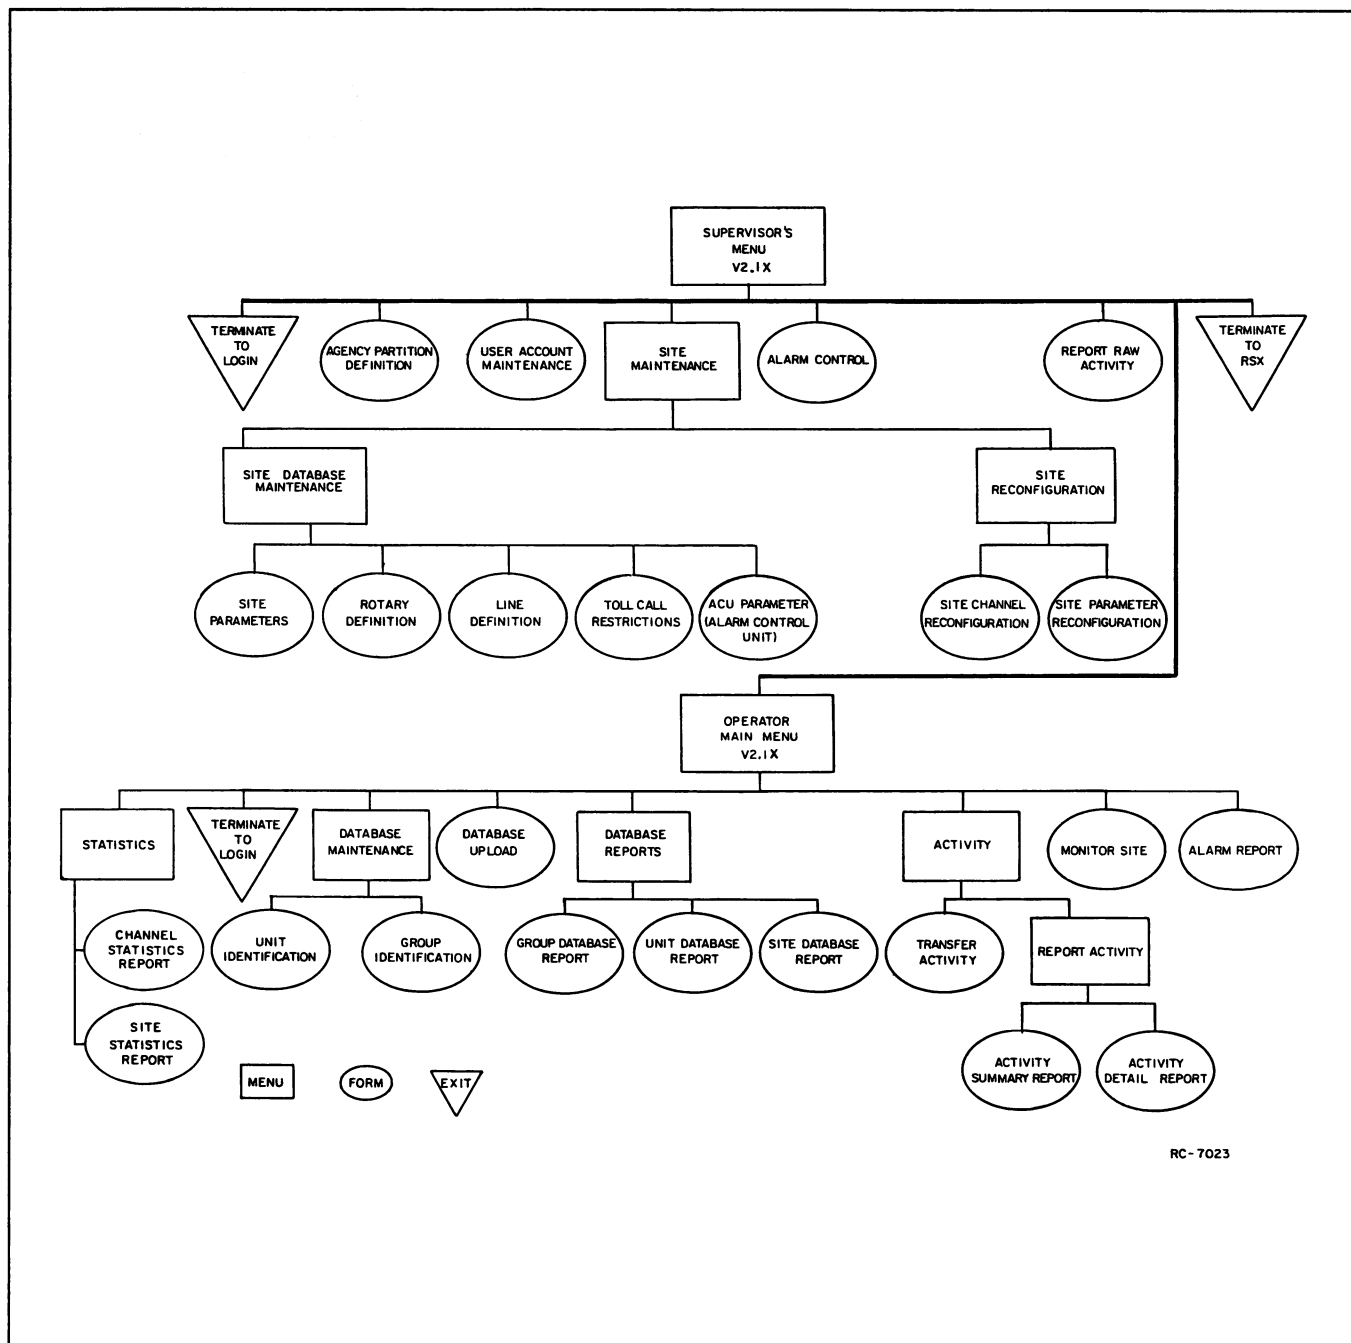 SUPERVISOR'S
MENU
V2.1X
TERMINATE
TO
LOGIN
AGENCY PARTITION
DEFINITION
USER ACCOUNT
MAINTENANCE
SITE
MAINTENANCE
ALARM CONTROL
REPORT RAW
ACTIVITY
TERMINATE
TO
RSX
SITE DATABASE
MAINTENANCE
SITE
RECONFIGURATION
SITE
PARAMETERS
ROTARY
DEFINITION
LINE
DEFINITION
TOLL CALL
RESTRICTIONS
ACU PARAMETER
(ALARM CONTROL
UNIT)
SITE CHANNEL
RECONFIGURATION
SITE PARAMETER
RECONFIGURATION
OPERATOR
MAIN MENU
V2.1X
STATISTICS
TERMINATE
TO
LOGIN
DATABASE
MAINTENANCE
DATABASE
UPLOAD
DATABASE
REPORTS
ACTIVITY
MONITOR SITE
ALARM REPORT
CHANNEL
STATISTICS
REPORT
UNIT
IDENTIFICATION
GROUP
IDENTIFICATION
GROUP DATABASE
REPORT
UNIT DATABASE
REPORT
SITE DATABASE
REPORT
TRANSFER
ACTIVITY
REPORT ACTIVITY
SITE
STATISTICS
REPORT
ACTIVITY
SUMMARY REPORT
ACTIVITY
DETAIL REPORT
MENU
FORM
EXIT
RC-7023